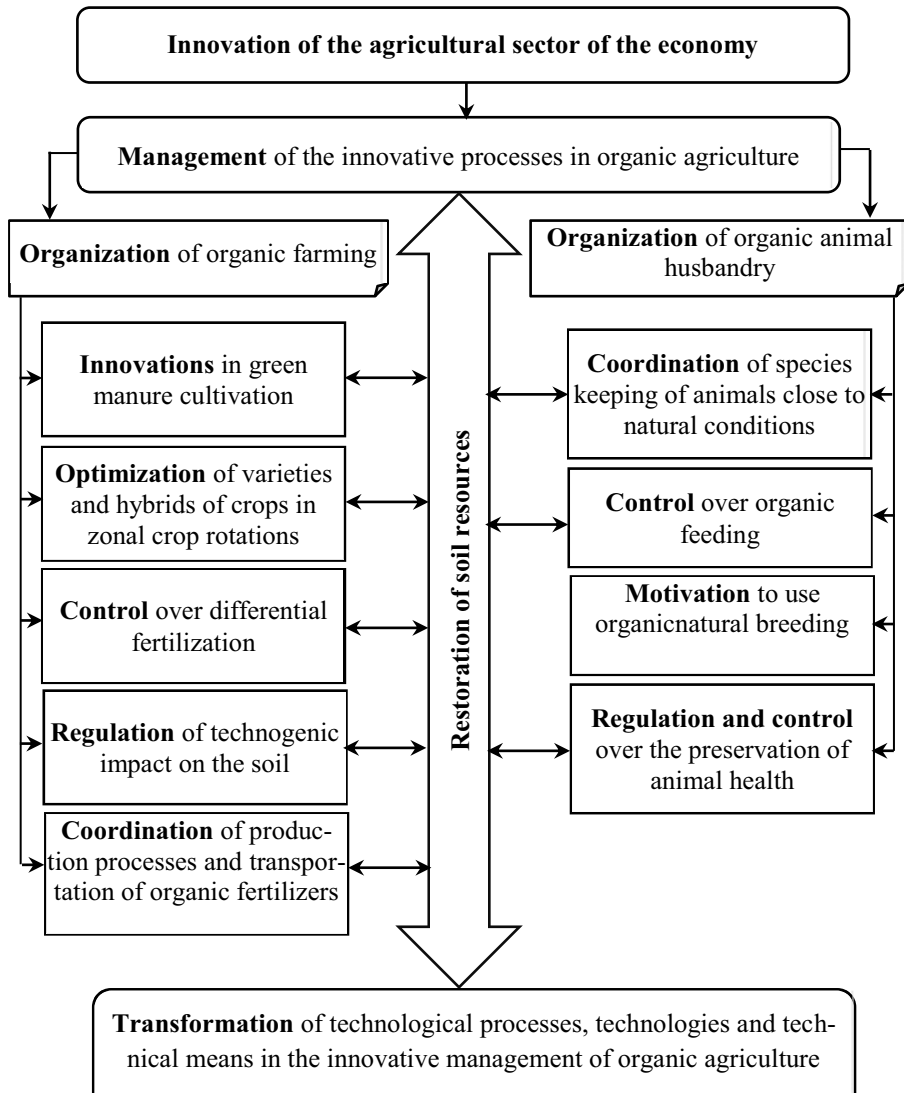 Innovation of the agricultural sector of the economy
Management of the innovative processes in organic agriculture
Organization of organic farming
Innovations in green
manure cultivation
Optimization of varieties
and hybrids of crops in
zonal crop rotations
Control over differential
fertilization
Regulation of technogenic
impact on the soil
Coordination of produc-
tion processes and transpor-
tation of organic fertilizers
Restoration of soil resources
Organization of organic animal
husbandry
Coordination of species
keeping of animals close to
natural conditions
Control over organic
feeding
Motivation to use
organicnatural breeding
Regulation and control
over the preservation of
animal health
Transformation of technological processes, technologies and tech-
nical means in the innovative management of organic agriculture